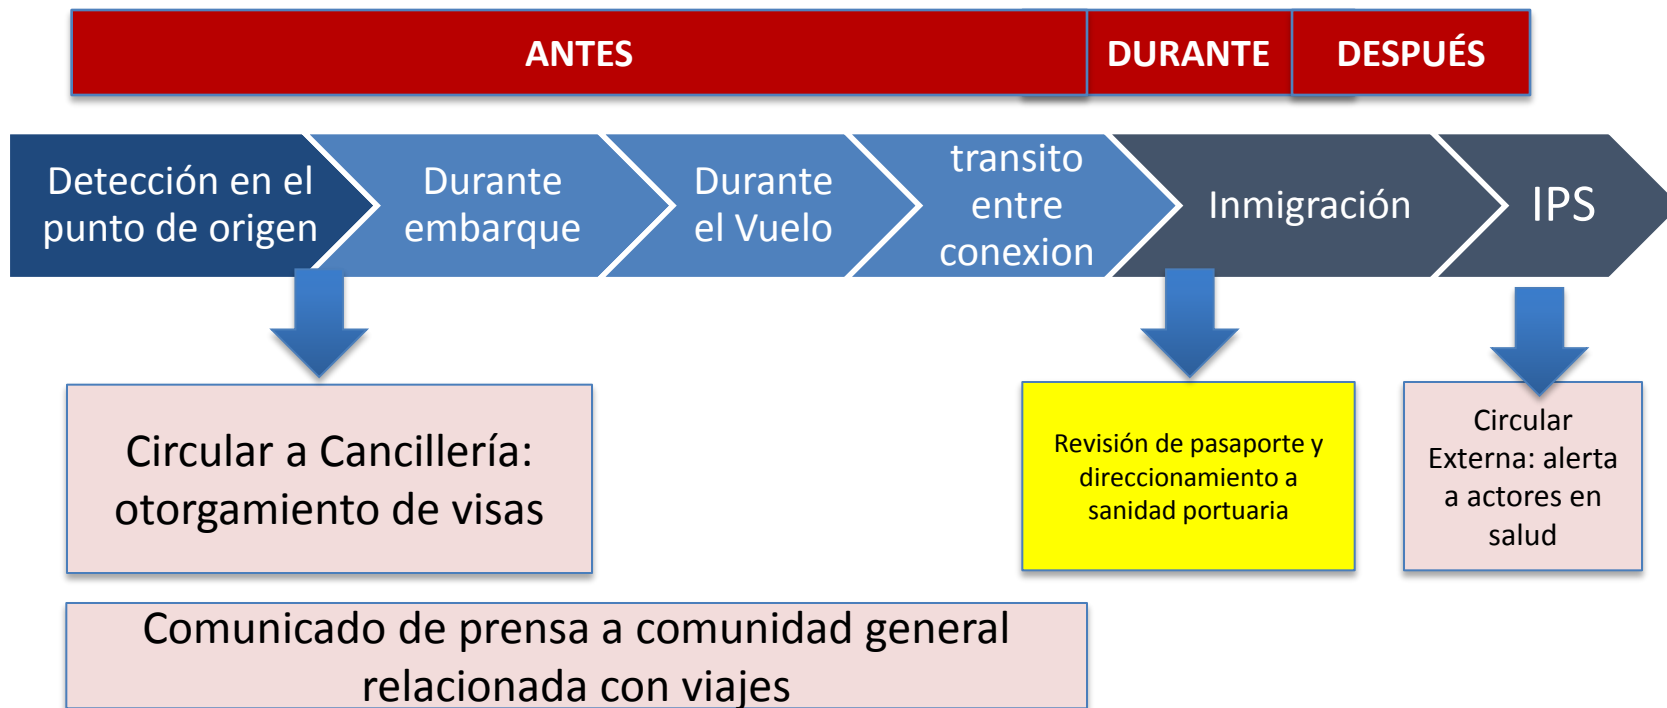 ANTES
DURANTE
DESPUÉS
Detección en el
punto de origen
Durante
embarque
Durante
el Vuelo
transito
entre
conexion
Inmigración
IPS
Circular a Cancillería:
otorgamiento de visas
Revisión de pasaporte y
direccionamiento a
sanidad portuaria
Circular
Externa: alerta
a actores en
salud
Comunicado de prensa a comunidad general
relacionada con viajes